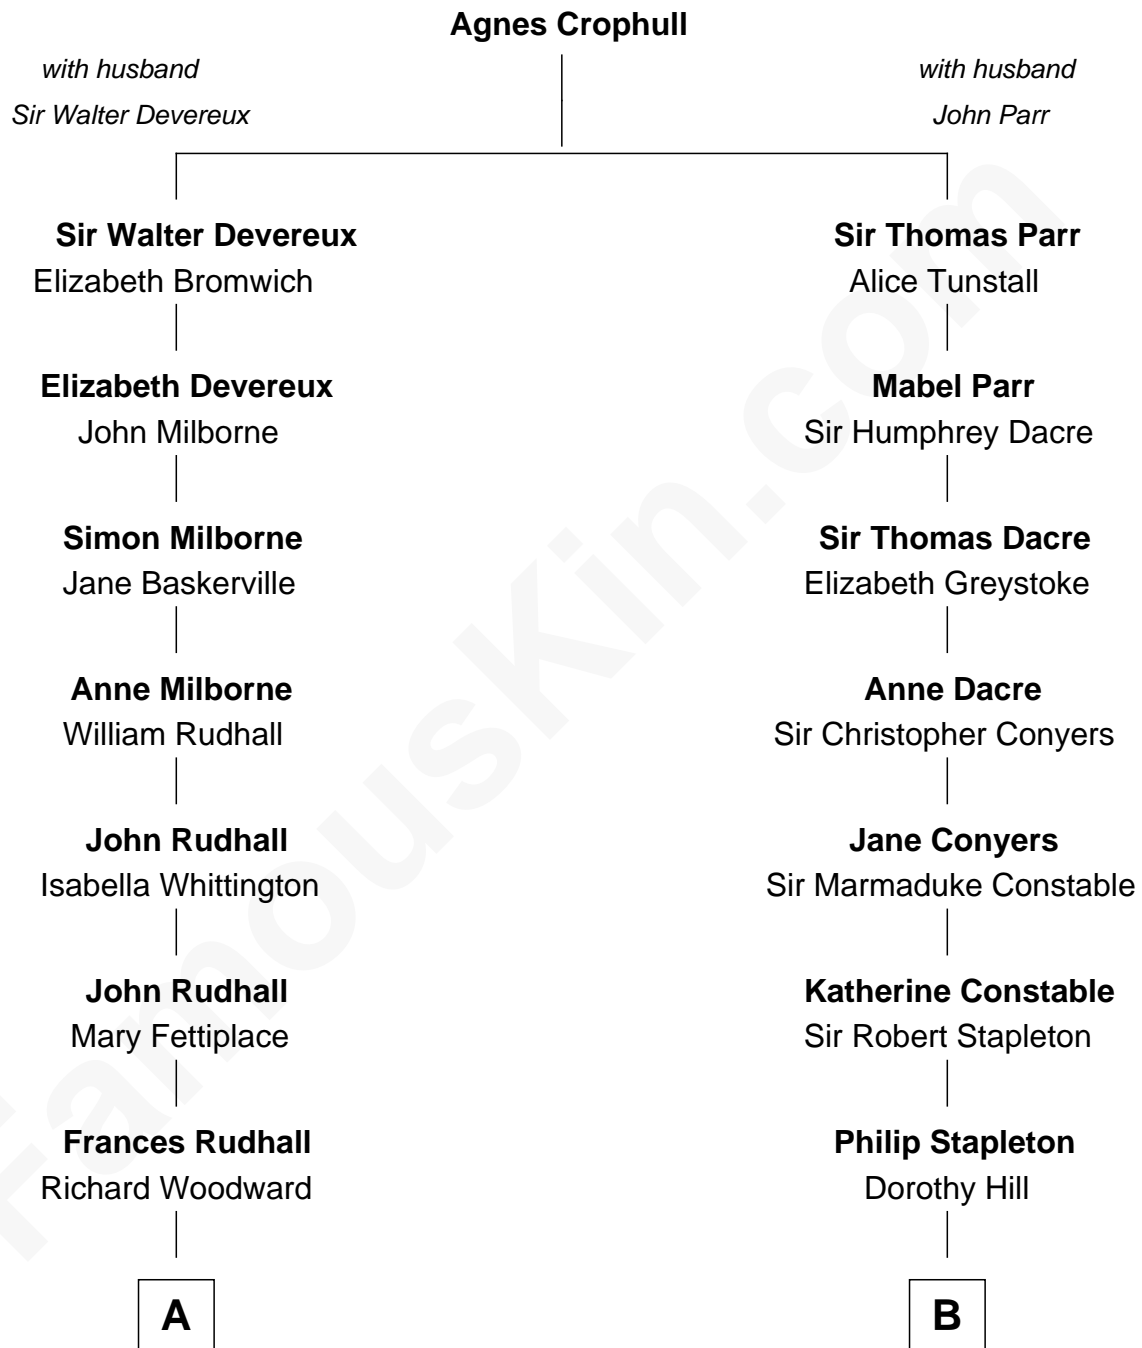 Agnes Crophull
with husband
Sir Walter Devereux
with husband
John Parr
Sir Walter Devereux
Elizabeth Bromwich
Elizabeth Devereux
John Milborne
Simon Milborne
Jane Baskerville
Anne Milborne
William Rudhall
John Rudhall
Isabella Whittington
John Rudhall
Mary Fettiplace
Frances Rudhall
Richard Woodward
A
Sir Thomas Parr
Alice Tunstall
Mabel Parr
Sir Humphrey Dacre
Sir Thomas Dacre
Elizabeth Greystoke
Anne Dacre
Sir Christopher Conyers
Jane Conyers
Sir Marmaduke Constable
Katherine Constable
Sir Robert Stapleton
Philip Stapleton
Dorothy Hill
B
FamousKin.com